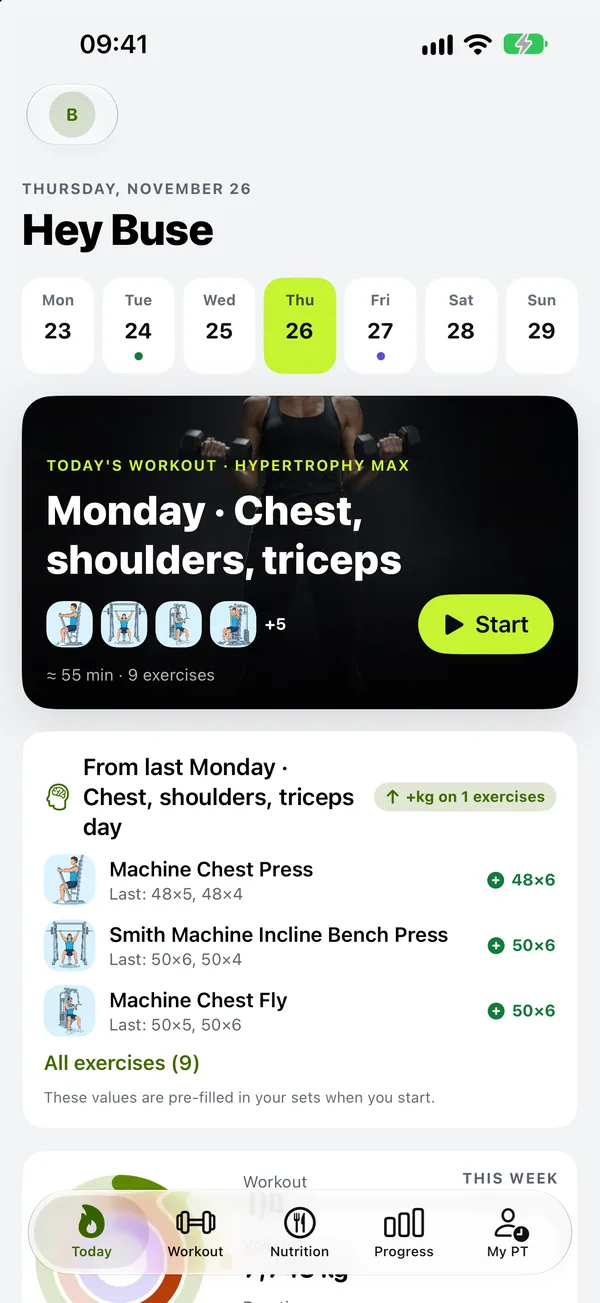 09:41
B
THURSDAY, NOVEMBER 26
Hey Buse
Mon Tue Wed Thu Fri Sat Sun
23 24 25 26 27 28 29
TODAY'S WORKOUT · HYPERTROPHY MAX
Monday · Chest,
shoulders, triceps
+5
Start
≈ 55 min · 9 exercises
From last Monday ·
Chest, shoulders, triceps
day
+kg on 1 exercises
Machine Chest Press
Last: 48×5, 48×4
48×6
Smith Machine Incline Bench Press
Last: 50×6, 50×4
50×6
Machine Chest Fly
Last: 50×5, 50×6
50×6
All exercises (9)
These values are pre-filled in your sets when you start.
Workout
THIS WEEK
Today
Workout
Nutrition
Progress
My PT